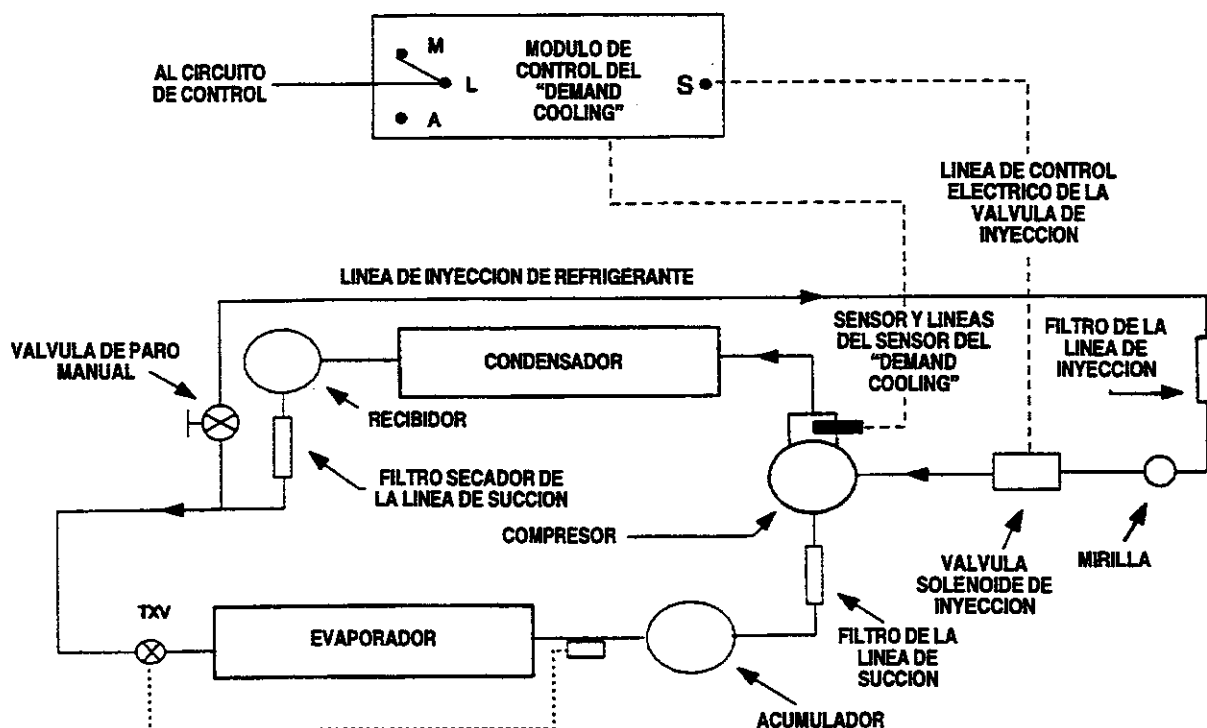 M
MODULO DE
CONTROL DEL
"DEMAND
COOLING"
AL CIRCUITO
DE CONTROL
L
S
A
LINEA DE CONTROL
ELECTRICO DE LA
VALVULA DE
INYECCION
LINEA DE INYECCION DE REFRIGERANTE
VALVULA DE PARO
MANUAL
CONDENSADOR
SENSOR Y LINEAS
DEL SENSOR DEL
"DEMAND
COOLING"
FILTRO DE LA
LINEA DE
INYECCION
RECIBIDOR
FILTRO SECADOR DE
LA LINEA DE SUCCION
COMPRESOR
VALVULA
SOLENOIDE DE
INYECCION
MIRILLA
TXV
EVAPORADOR
FILTRO DE LA
LINEA DE
SUCCION
ACUMULADOR